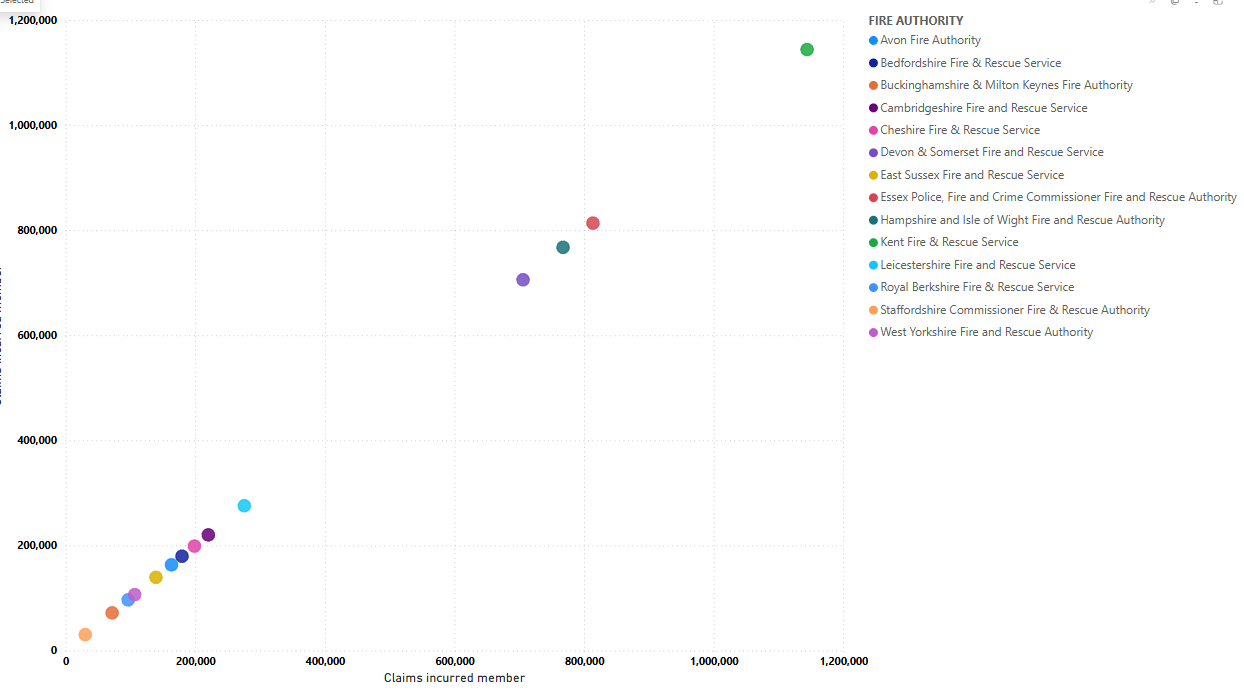 Selected
1,200,000
1,000,000
800,000
600,000
400,000
200,000
0
0 200,000 400,000 600,000 800,000 1,000,000 1,200,000
Claims incurred member
FIRE AUTHORITY
Avon Fire Authority
Bedfordshire Fire & Rescue Service
Buckinghamshire & Milton Keynes Fire Authority
Cambridgeshire Fire and Rescue Service
Cheshire Fire & Rescue Service
Devon & Somerset Fire and Rescue Service
East Sussex Fire and Rescue Service
Essex Police, Fire and Crime Commissioner Fire and Rescue Authority
Hampshire and Isle of Wight Fire and Rescue Authority
Kent Fire & Rescue Service
Leicestershire Fire and Rescue Service
Royal Berkshire Fire & Rescue Service
Staffordshire Commissioner Fire & Rescue Authority
West Yorkshire Fire and Rescue Authority